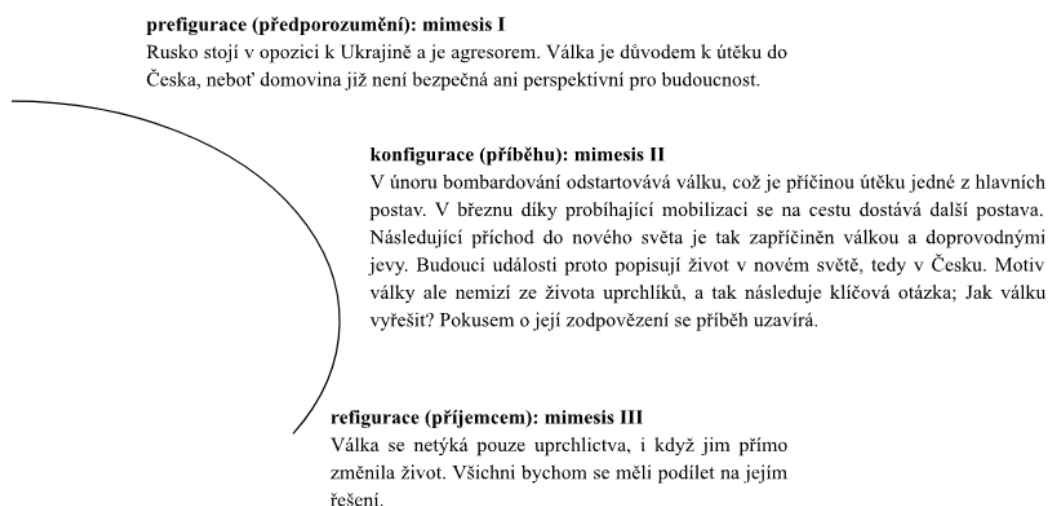 prefigurace (předporozumění): mimesis I
Rusko stojí v opozici k Ukrajině a je agresorem. Válka je důvodem k útěku do
Česka, neboť domovina již není bezpečná ani perspektivní pro budoucnost.
konfigurace (příběhu): mimesis II
V únoru bombardování odstartovává válku, což je příčinou útěku jedné z hlavních
postav. V březnu díky probíhající mobilizaci se na cestu dostává další postava.
Následující příchod do nového světa je tak zapříčiněn válkou a doprovodnými
jevy. Budoucí události proto popisují život v novém světě, tedy v Česku. Motiv
války ale nemizí ze života uprchlíků, a tak následuje klíčová otázka; Jak válku
vyřešit? Pokusem o její zodpovězení se příběh uzavírá.
refigurace (příjemcem): mimesis III
Válka se netýká pouze uprchlictva, i když jim přímo
změnila život. Všichni bychom se měli podílet na jejím
řešení.